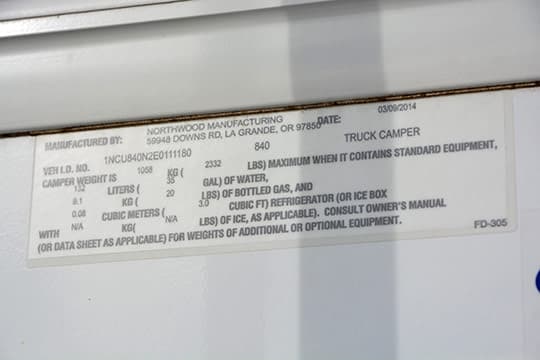 MANUFACTURED BY: NORTHWOOD MANUFACTURING DATE: 03/09/2014
59948 DOWNS RD, LA GRANDE, OR 97850
VEH I.D. NO. 1NCU840N2E0111180 840 TRUCK CAMPER
CAMPER WEIGHT IS 1058 KG ( 2332 LBS) MAXIMUM WHEN IT CONTAINS STANDARD EQUIPMENT,
132 LITERS ( 35 GAL) OF WATER,
9.1 KG ( 20 LBS) OF BOTTLED GAS, AND
0.08 CUBIC METERS ( 3.0 CUBIC FT) REFRIGERATOR (OR ICE BOX
WITH N/A KG( N/A LBS) OF ICE, AS APPLICABLE). CONSULT OWNER'S MANUAL
(OR DATA SHEET AS APPLICABLE) FOR WEIGHTS OF ADDITIONAL OR OPTIONAL EQUIPMENT. FD-305